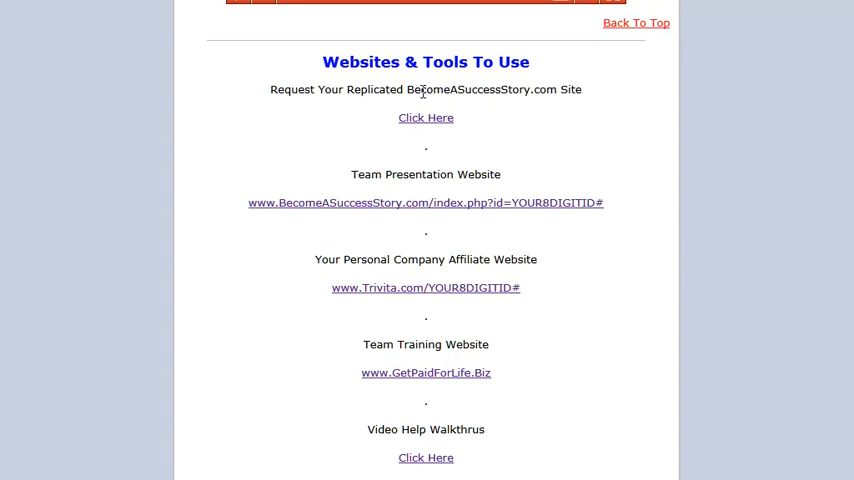 Back To Top
Websites & Tools To Use
Request Your Replicated BecomeASuccessStory.com Site
Click Here
.
Team Presentation Website
www.BecomeASuccessStory.com/index.php?id=YOUR8DIGITID#
.
Your Personal Company Affiliate Website
www.Trivita.com/YOUR8DIGITID#
.
Team Training Website
www.GetPaidForLife.Biz
.
Video Help Walkthrus
Click Here